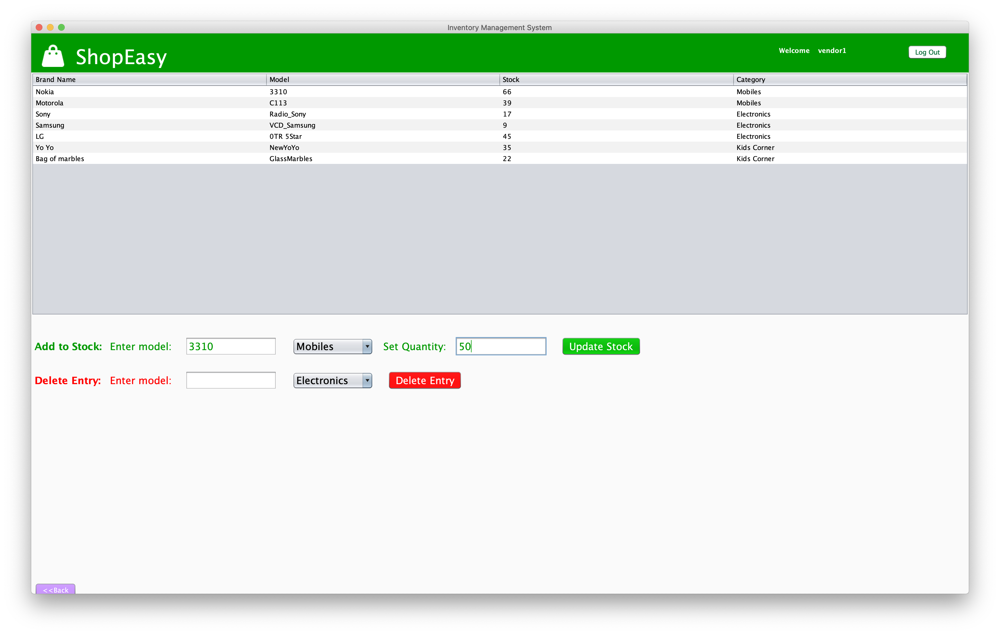 Inventory Management System
ShopEasy
Welcome vendor1
Log Out
Brand Name Model Stock Category
Nokia 3310 66 Mobiles
Motorola C113 39 Mobiles
Sony Radio_Sony 17 Electronics
Samsung VCD_Samsung 9 Electronics
LG 0TR 5Star 45 Electronics
Yo Yo NewYoYo 35 Kids Corner
Bag of marbles GlassMarbles 22 Kids Corner
Add to Stock: Enter model: 3310 Mobiles Set Quantity: 50 Update Stock
Delete Entry: Enter model: Electronics Delete Entry
<<Back